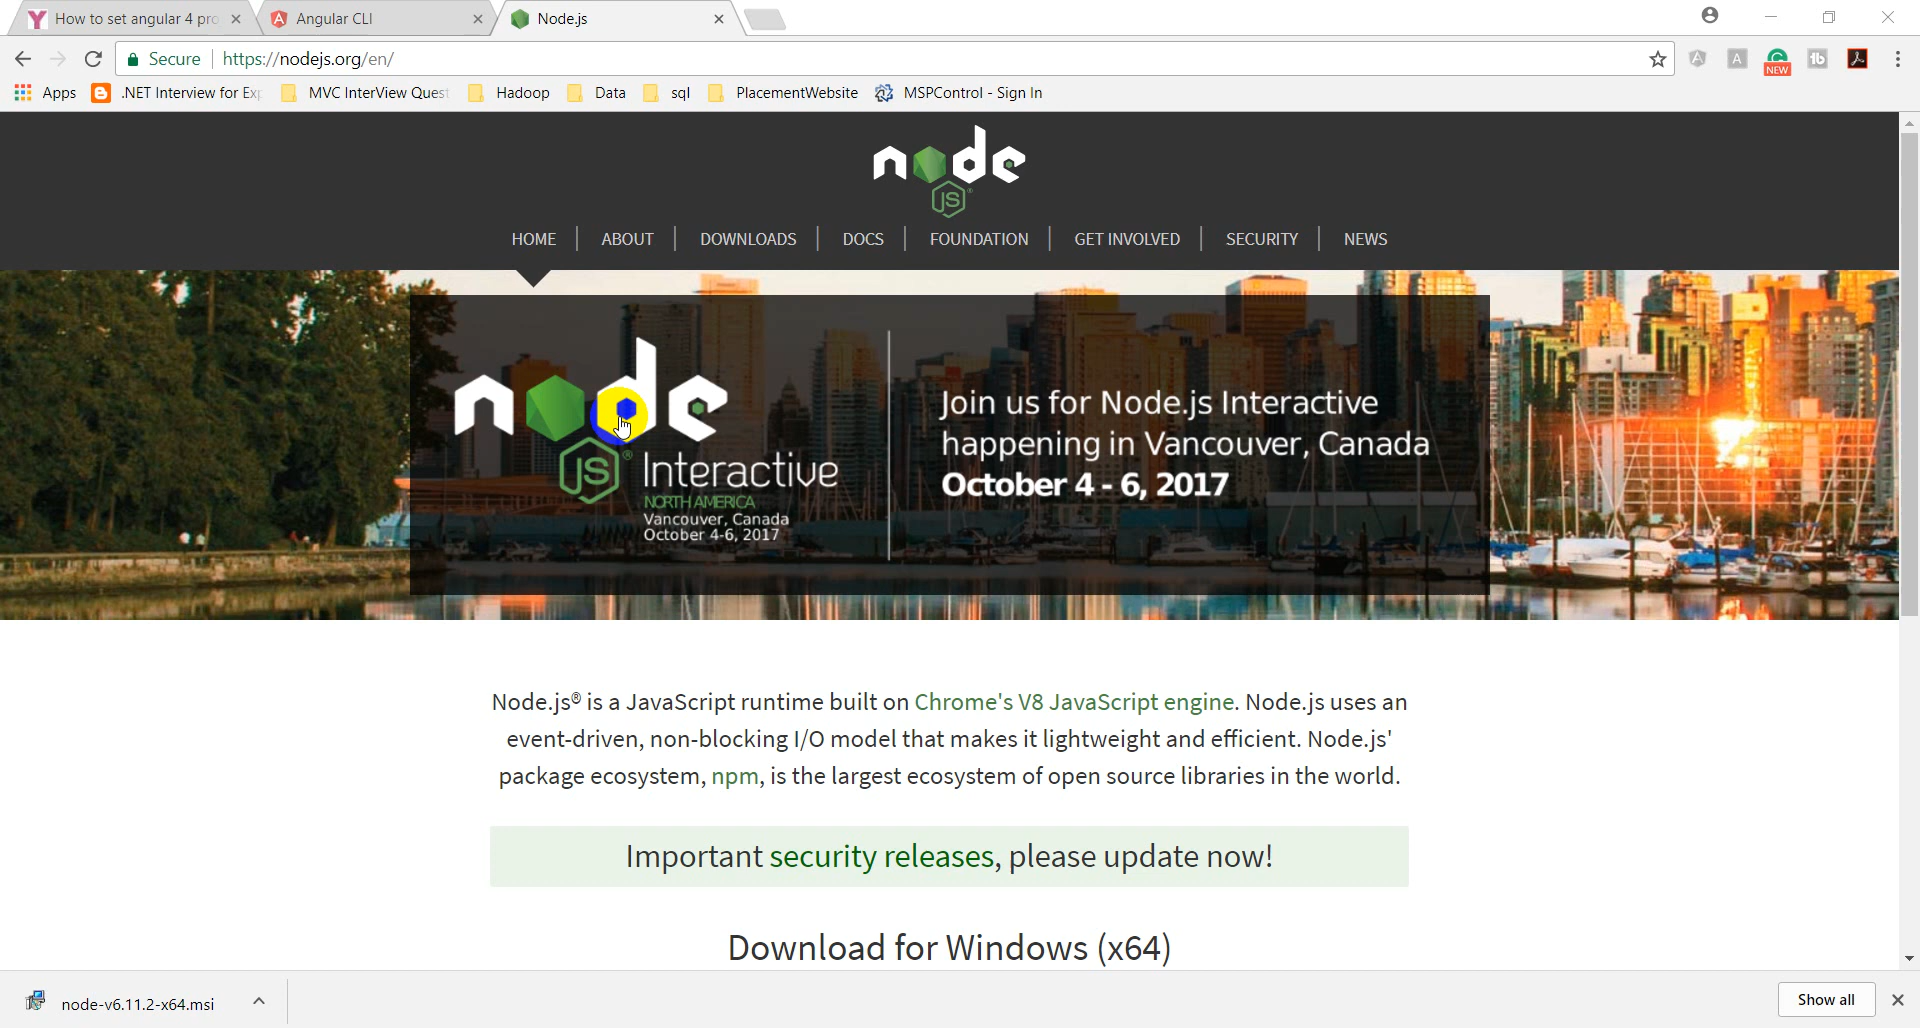 How to set angular 4 pro
Angular CLI
Node.js
Secure
https://nodejs.org/en/
A
NEW
Apps
.NET Interview for Exp
MVC InterView Quest
Hadoop
Data
sql
PlacementWebsite
MSPControl - Sign In
node
JS
HOME
ABOUT
DOWNLOADS
DOCS
FOUNDATION
GET INVOLVED
SECURITY
NEWS
node
JS® Interactive
NORTH AMERICA
Vancouver, Canada
October 4-6, 2017
Join us for Node.js Interactive
happening in Vancouver, Canada
October 4 - 6, 2017
Node.js® is a JavaScript runtime built on Chrome's V8 JavaScript engine. Node.js uses an
event-driven, non-blocking I/O model that makes it lightweight and efficient. Node.js'
package ecosystem, npm, is the largest ecosystem of open source libraries in the world.
Important security releases, please update now!
Download for Windows (x64)
node-v6.11.2-x64.msi
Show all